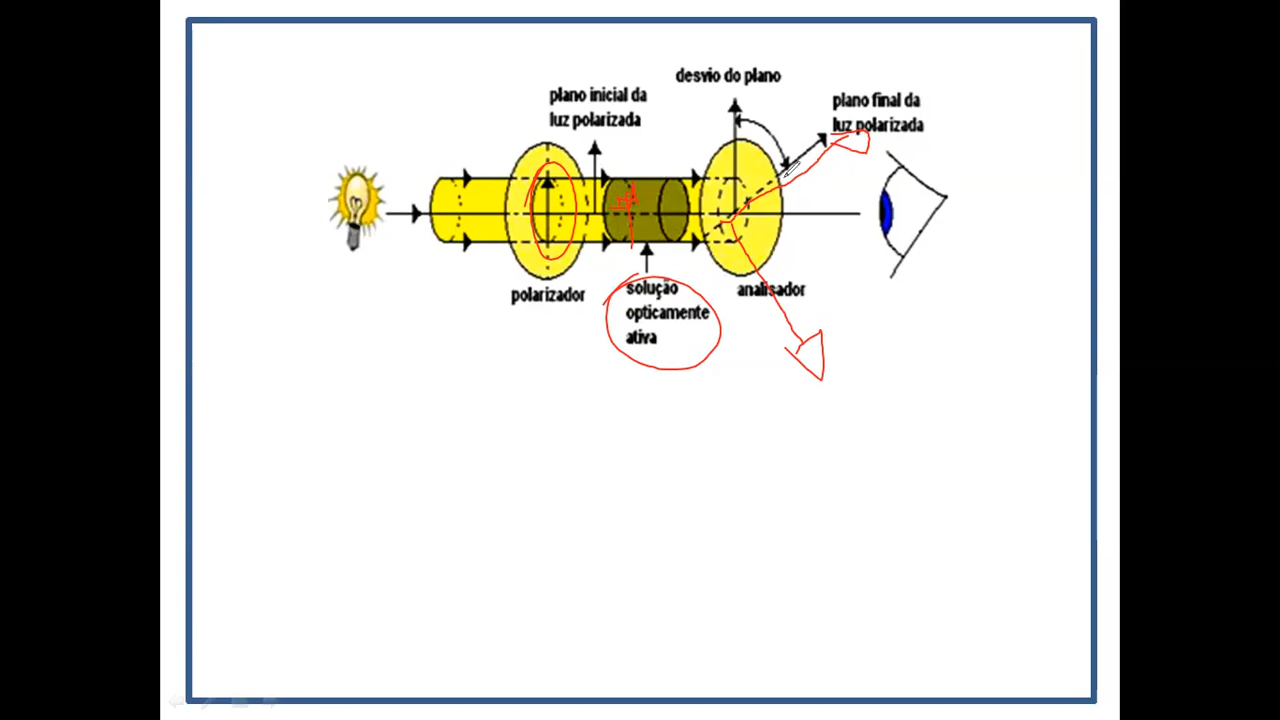 desvio do plano
plano inicial da
luz polarizada
plano final da
luz polarizada
polarizador
solução
opticamente
ativa
analisador